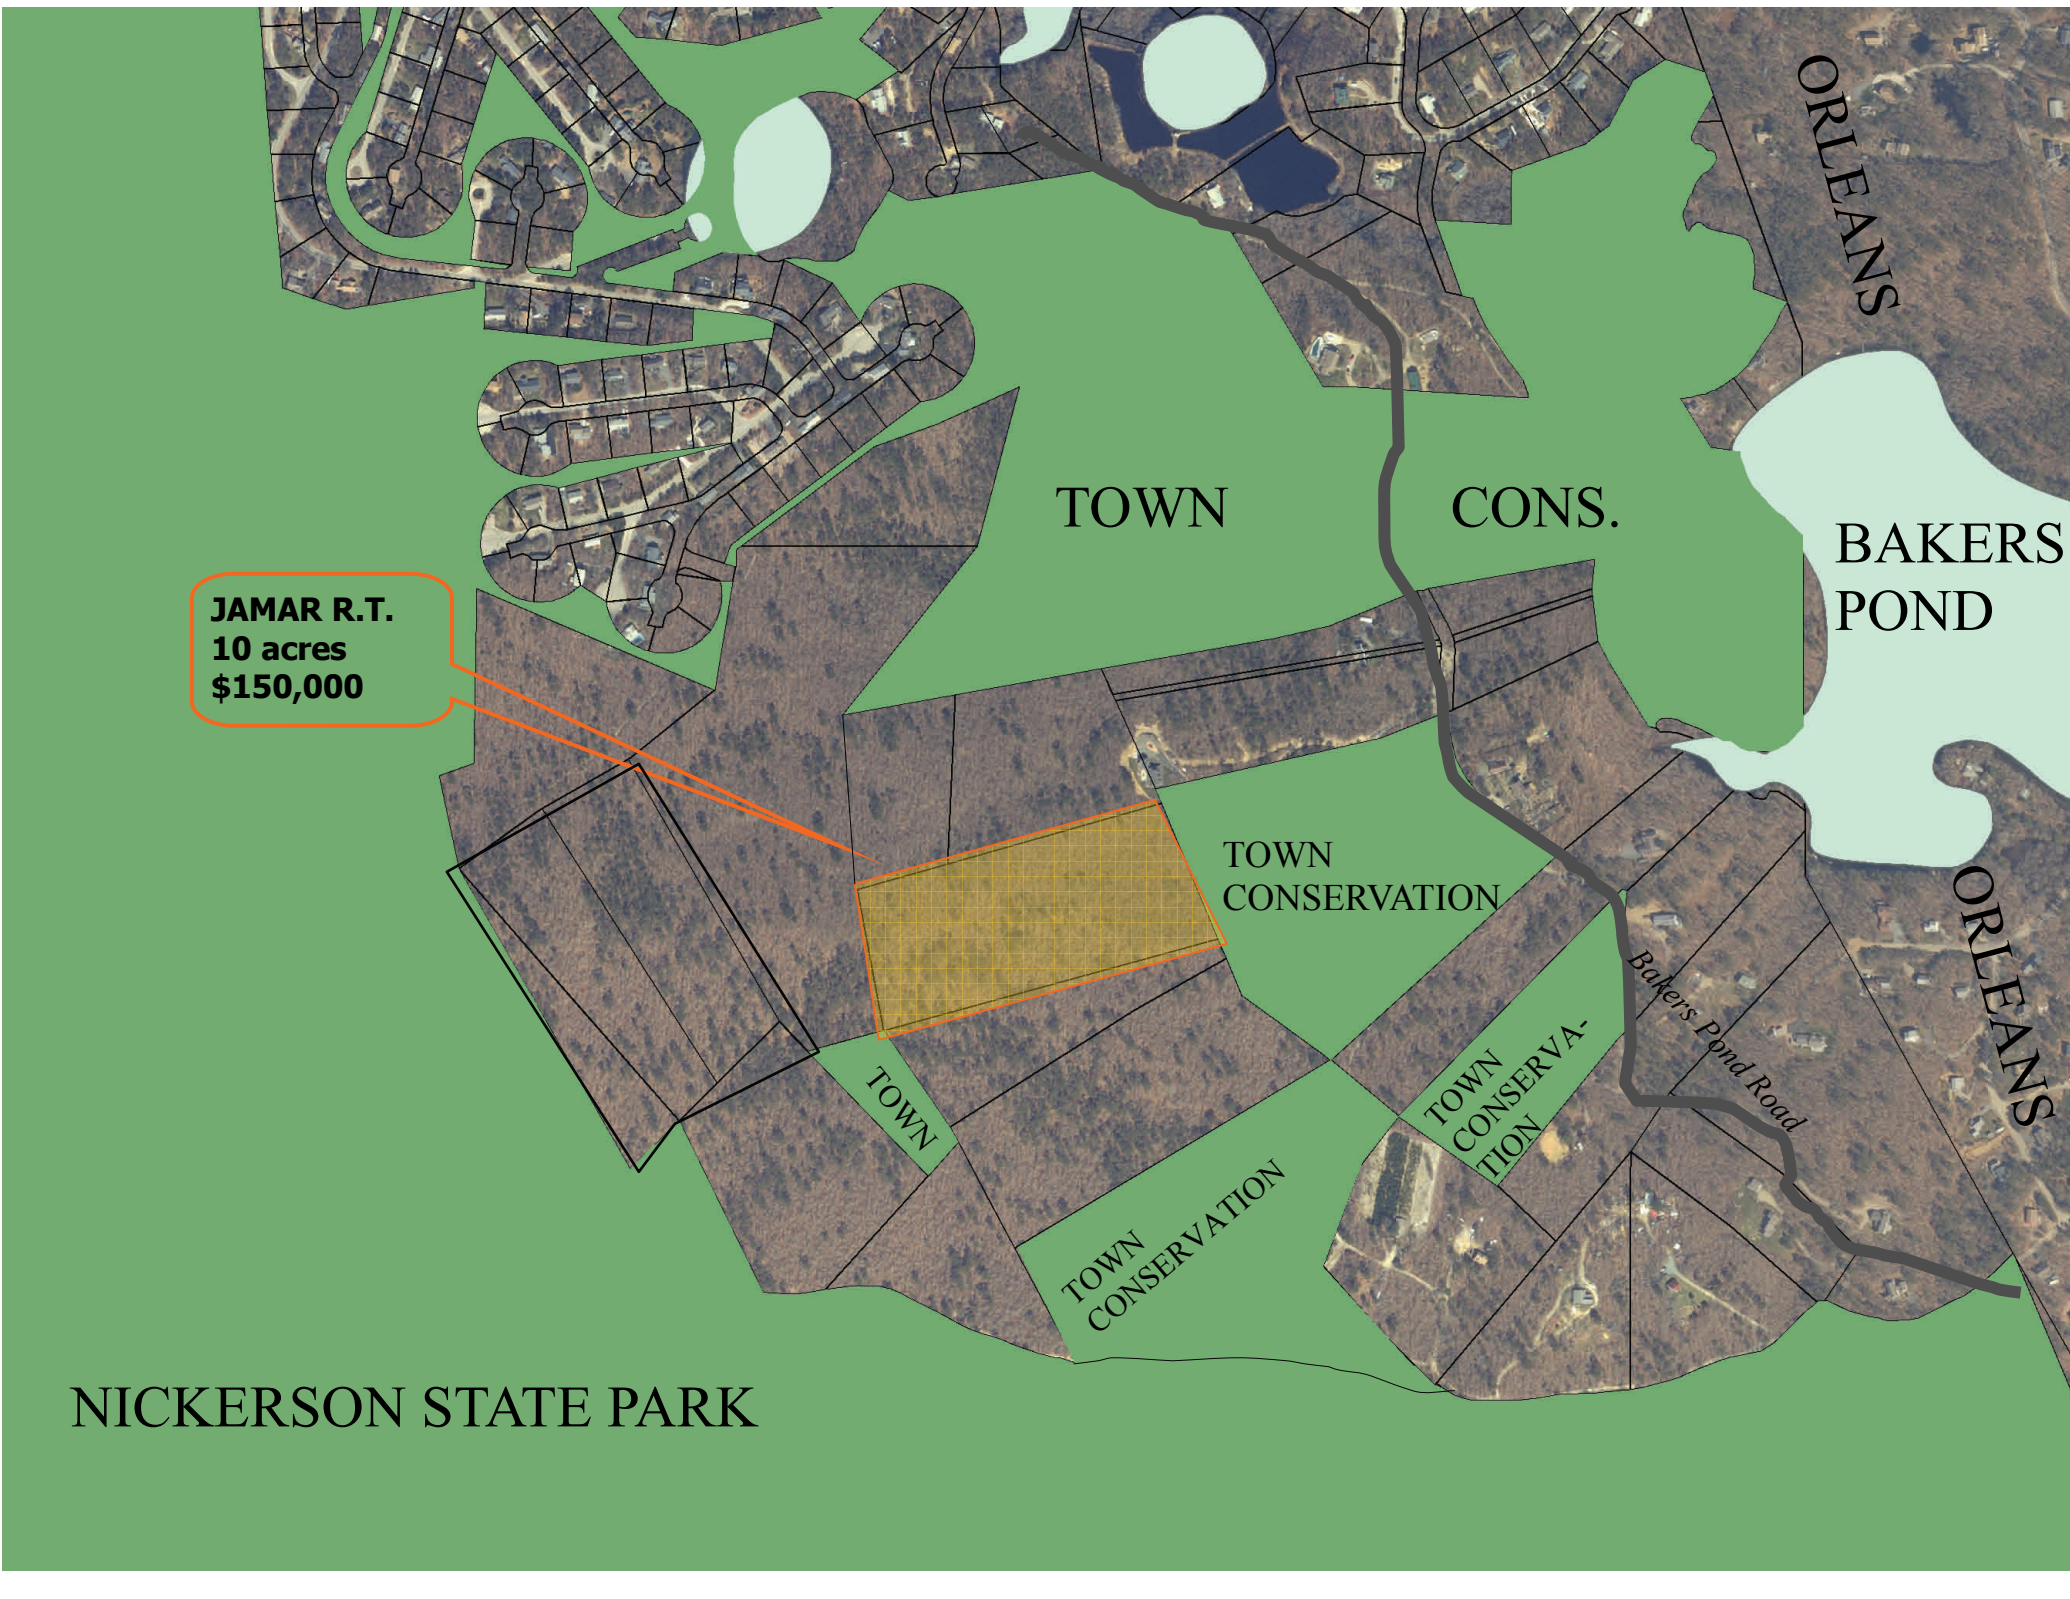 ORLEANS
TOWN
CONS.
BAKERS
POND
JAMAR R.T.
10 acres
$150,000
TOWN
CONSERVATION
ORLEANS
Bakers Pond Road
TOWN
CONSERVA-
TION
TOWN
TOWN
CONSERVATION
NICKERSON STATE PARK